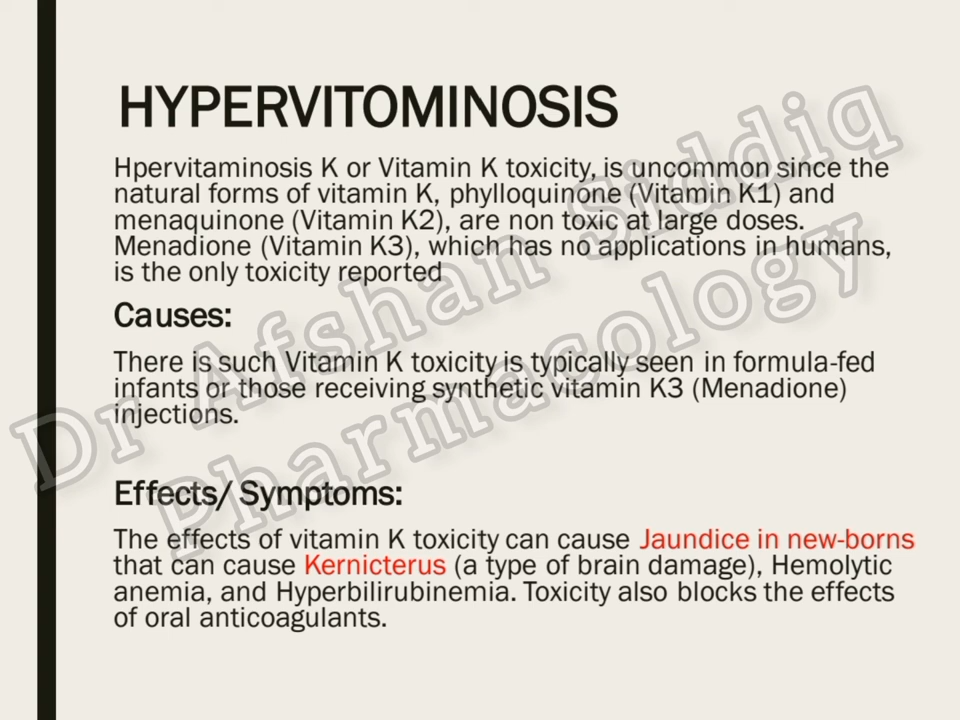 HYPERVITOMINOSIS
Hpervitaminosis K or Vitamin K toxicity, is uncommon since the
natural forms of vitamin K, phylloquinone (Vitamin K1) and
menaquinone (Vitamin K2), are non toxic at large doses.
Menadione (Vitamin K3), which has no applications in humans,
is the only toxicity reported
Causes:
There is such Vitamin K toxicity is typically seen in formula-fed
infants or those receiving synthetic vitamin K3 (Menadione)
injections.
Effects/ Symptoms:
The effects of vitamin K toxicity can cause Jaundice in new-borns
that can cause Kernicterus (a type of brain damage), Hemolytic
anemia, and Hyperbilirubinemia. Toxicity also blocks the effects
of oral anticoagulants.
Dr Afshan Siddiq
Pharmacology